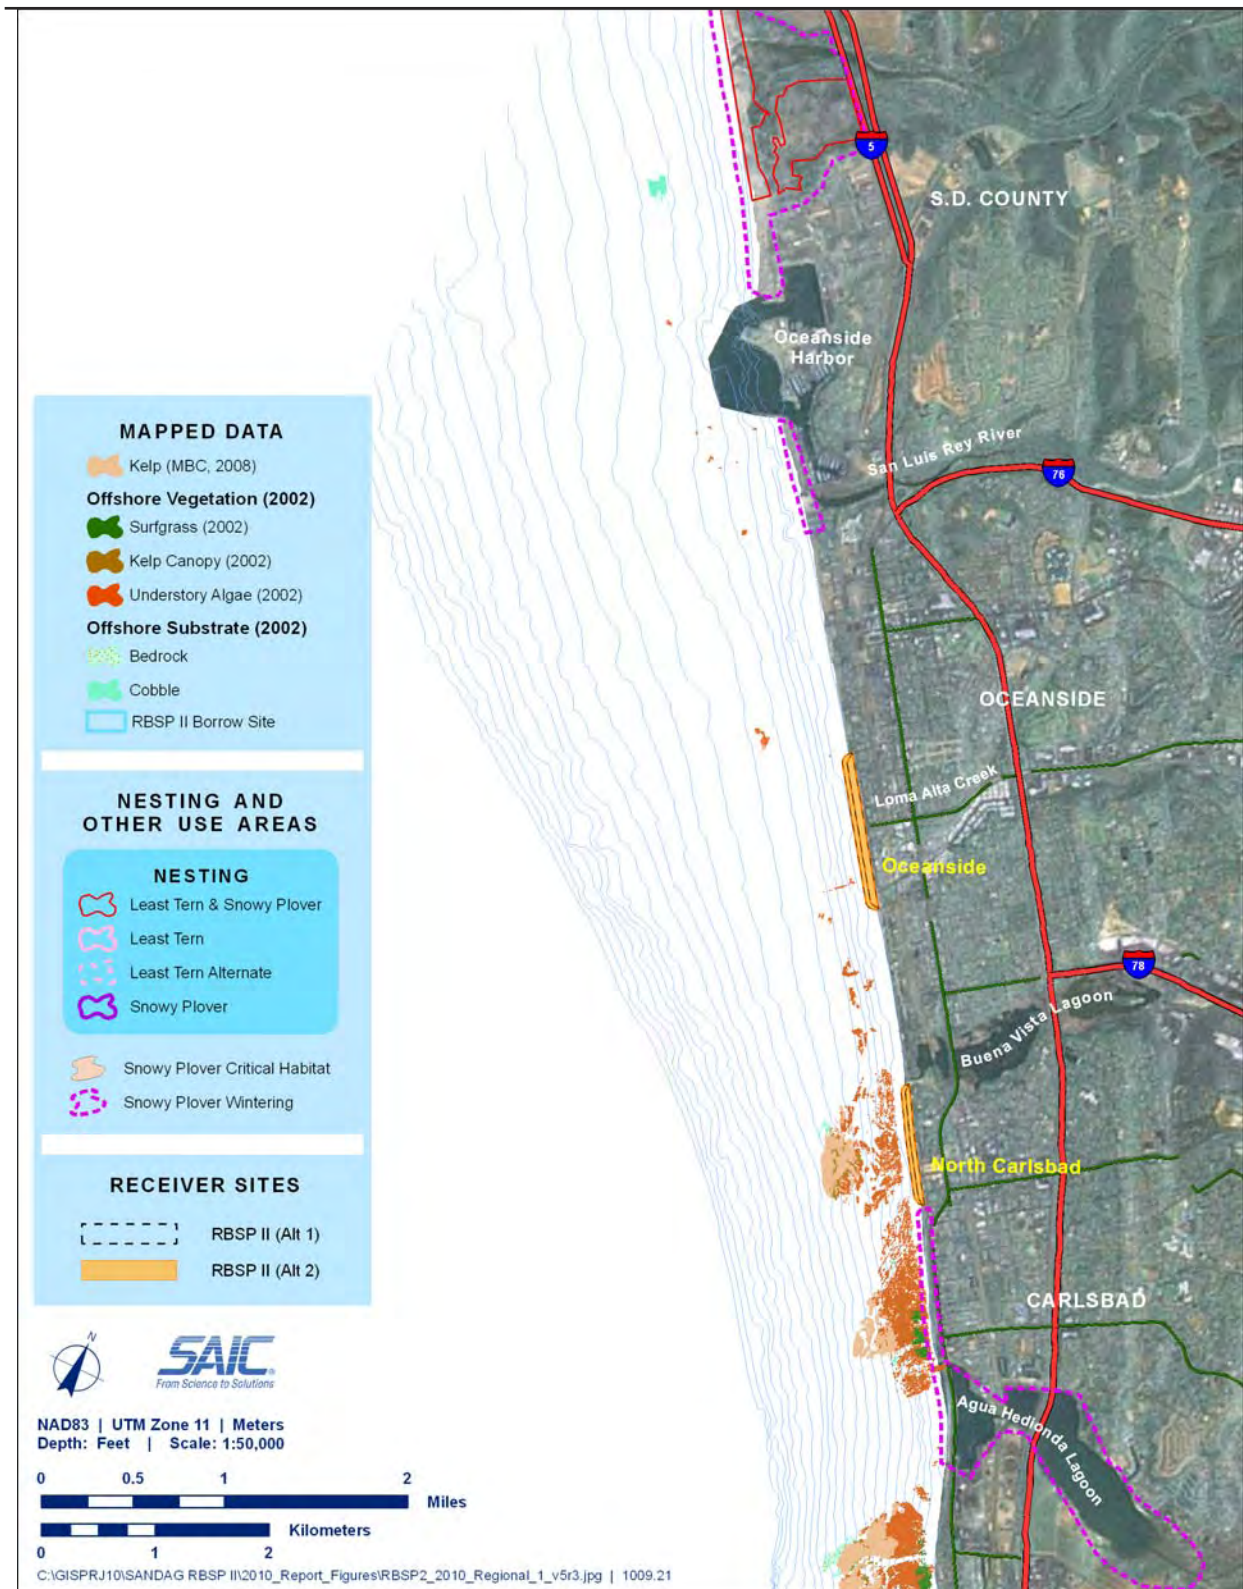 5
S.D. COUNTY
Oceanside
Harbor
San Luis Rey River
76
OCEANSIDE
Loma Alta Creek
Oceanside
78
Buena Vista Lagoon
North Carlsbad
CARLSBAD
Agua Hedionda Lagoon
MAPPED DATA
Kelp (MBC, 2008)
Offshore Vegetation (2002)
Surfgrass (2002)
Kelp Canopy (2002)
Understory Algae (2002)
Offshore Substrate (2002)
Bedrock
Cobble
RBSP II Borrow Site
NESTING AND
OTHER USE AREAS
NESTING
Least Tern & Snowy Plover
Least Tern
Least Tern Alternate
Snowy Plover
Snowy Plover Critical Habitat
Snowy Plover Wintering
RECEIVER SITES
RBSP II (Alt 1)
RBSP II (Alt 2)
N
SAIC
From Science to Solutions
NAD83 | UTM Zone 11 | Meters
Depth: Feet | Scale: 1:50,000
0 0.5 1 2
Miles
Kilometers
0 1 2
C:\GISPRJ10\SANDAG RBSP II\2010_Report_Figures\RBSP2_2010_Regional_1_v5r3.jpg | 1009.21